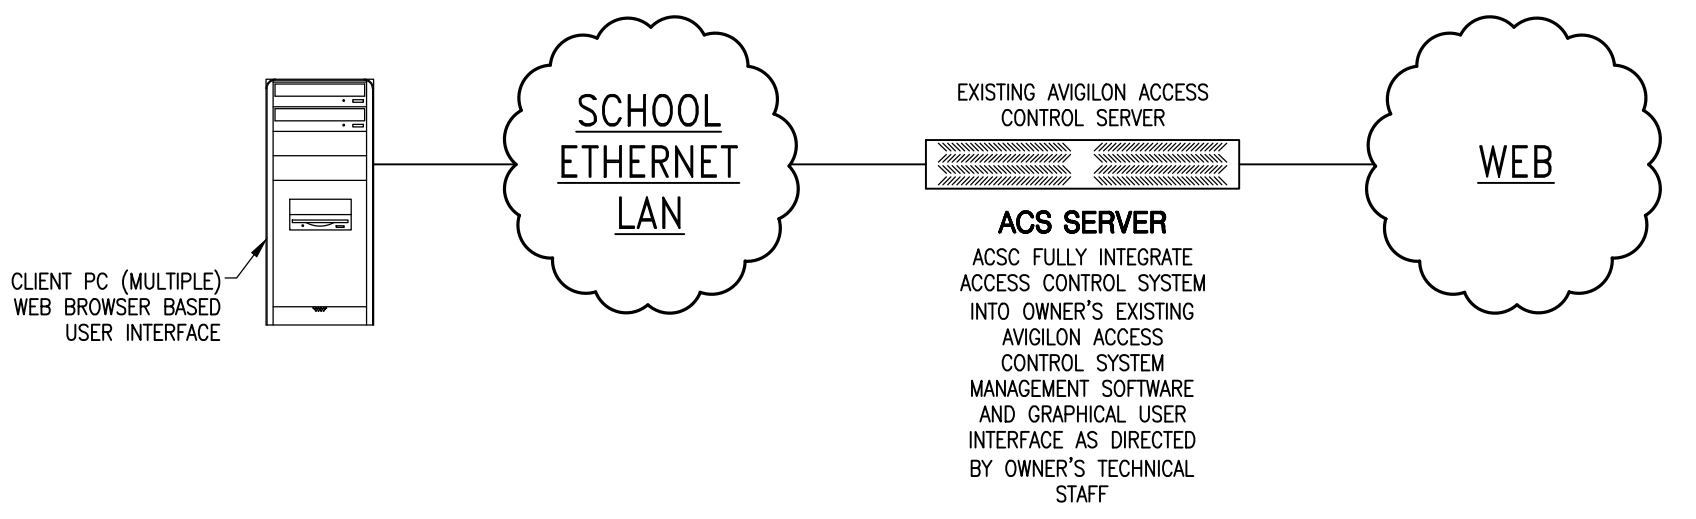 CLIENT PC (MULTIPLE)
WEB BROWSER BASED
USER INTERFACE
SCHOOL
ETHERNET
LAN
EXISTING AVIGILON ACCESS
CONTROL SERVER
ACS SERVER
ACSC FULLY INTEGRATE
ACCESS CONTROL SYSTEM
INTO OWNER'S EXISTING
AVIGILON ACCESS
CONTROL SYSTEM
MANAGEMENT SOFTWARE
AND GRAPHICAL USER
INTERFACE AS DIRECTED
BY OWNER'S TECHNICAL
STAFF
WEB